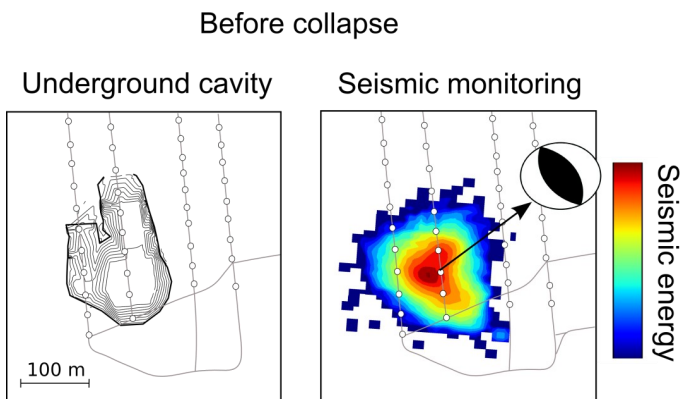 Before collapse
Underground cavity
Seismic monitoring
100 m
Seismic energy